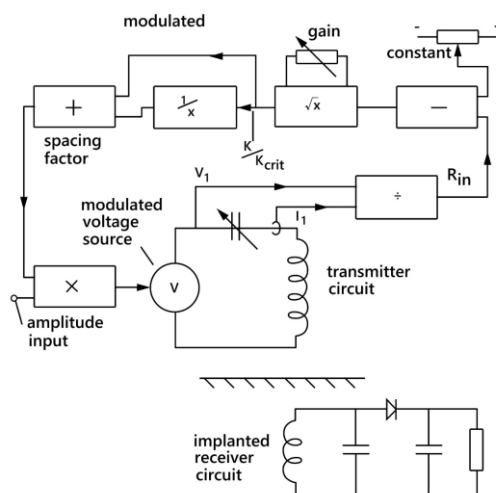 modulated
gain
-
-
constant
+
1/x
√x
−
spacing
factor
K/Kcrit
V1
I1
÷
Rin
modulated
voltage
source
V
transmitter
circuit
×
amplitude
input
implanted
receiver
circuit